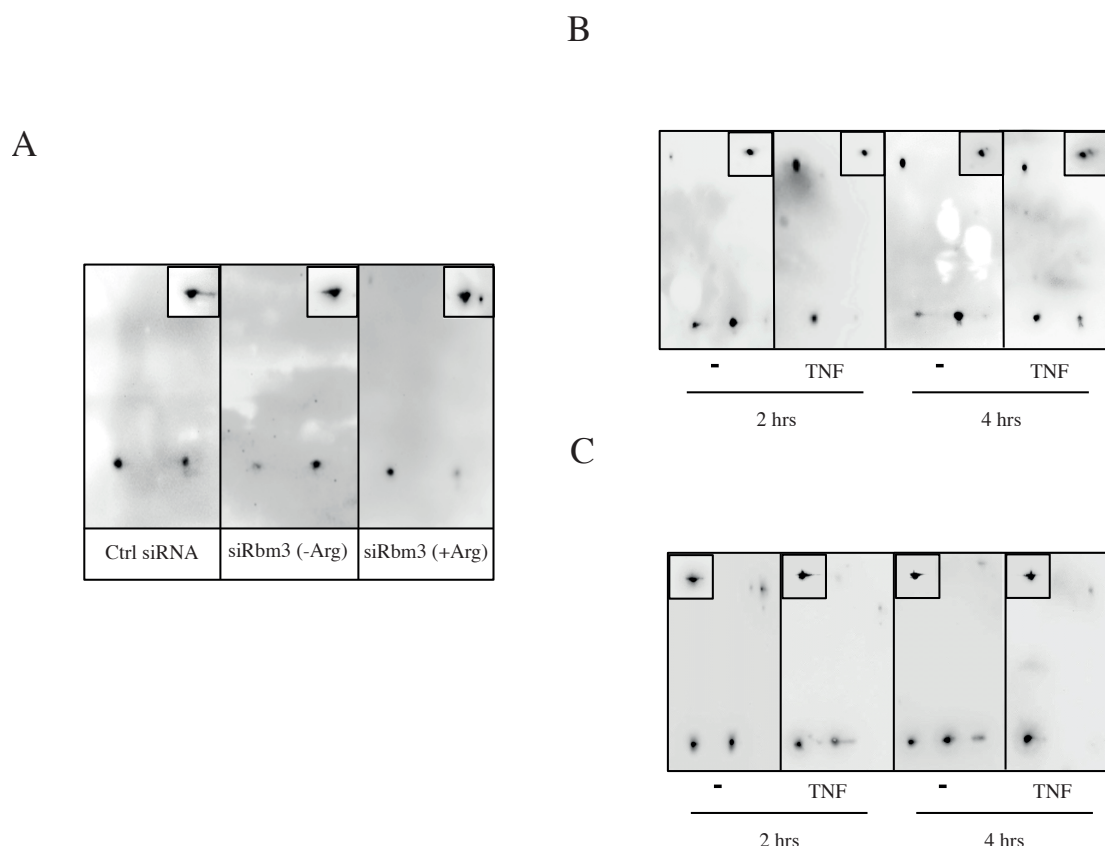 B
A
- TNF - TNF
2 hrs 4 hrs
C
Ctrl siRNA siRbm3 (-Arg) siRbm3 (+Arg)
- TNF - TNF
2 hrs 4 hrs